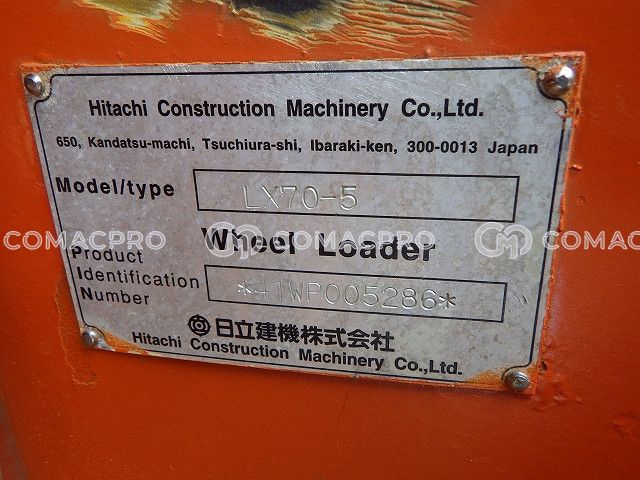 Hitachi Construction Machinery Co.,Ltd.
650, Kandatsu-machi, Tsuchiura-shi, Ibaraki-ken, 300-0013 Japan
Model/type LX70-5
COMACPRO COMACPRO
Wheel Loader
Product
Identification
Number
*41WP005286*
日立建機株式会社
Hitachi Construction Machinery Co.,Ltd.